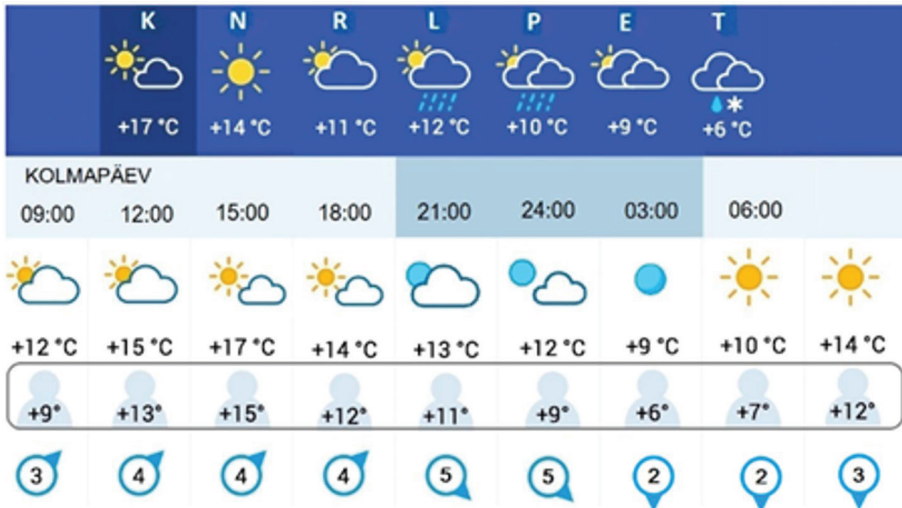 K N R L P E T
+17 °C +14 °C +11 °C +12 °C +10 °C +9 °C +6 °C
KOLMAPÄEV
09:00 12:00 15:00 18:00 21:00 24:00 03:00 06:00
+12 °C +15 °C +17 °C +14 °C +13 °C +12 °C +9 °C +10 °C +14 °C
+9° +13° +15° +12° +11° +9° +6° +7° +12°
3 4 4 4 5 5 2 2 3